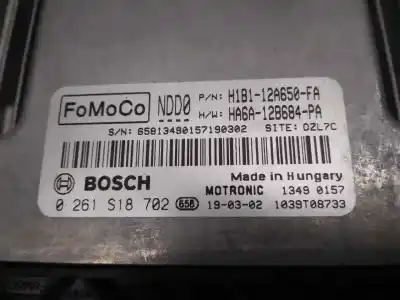 FoMoCo NDD0 P/N: H1B1-12A650-FA
H/W: HA6A-12B684-PA
S/N: 65813490157190302 SITE: DZL7C
Made in Hungary
BOSCH MOTRONIC 1349 0157
0 261 S18 702 658 19-03-02 1039T08733